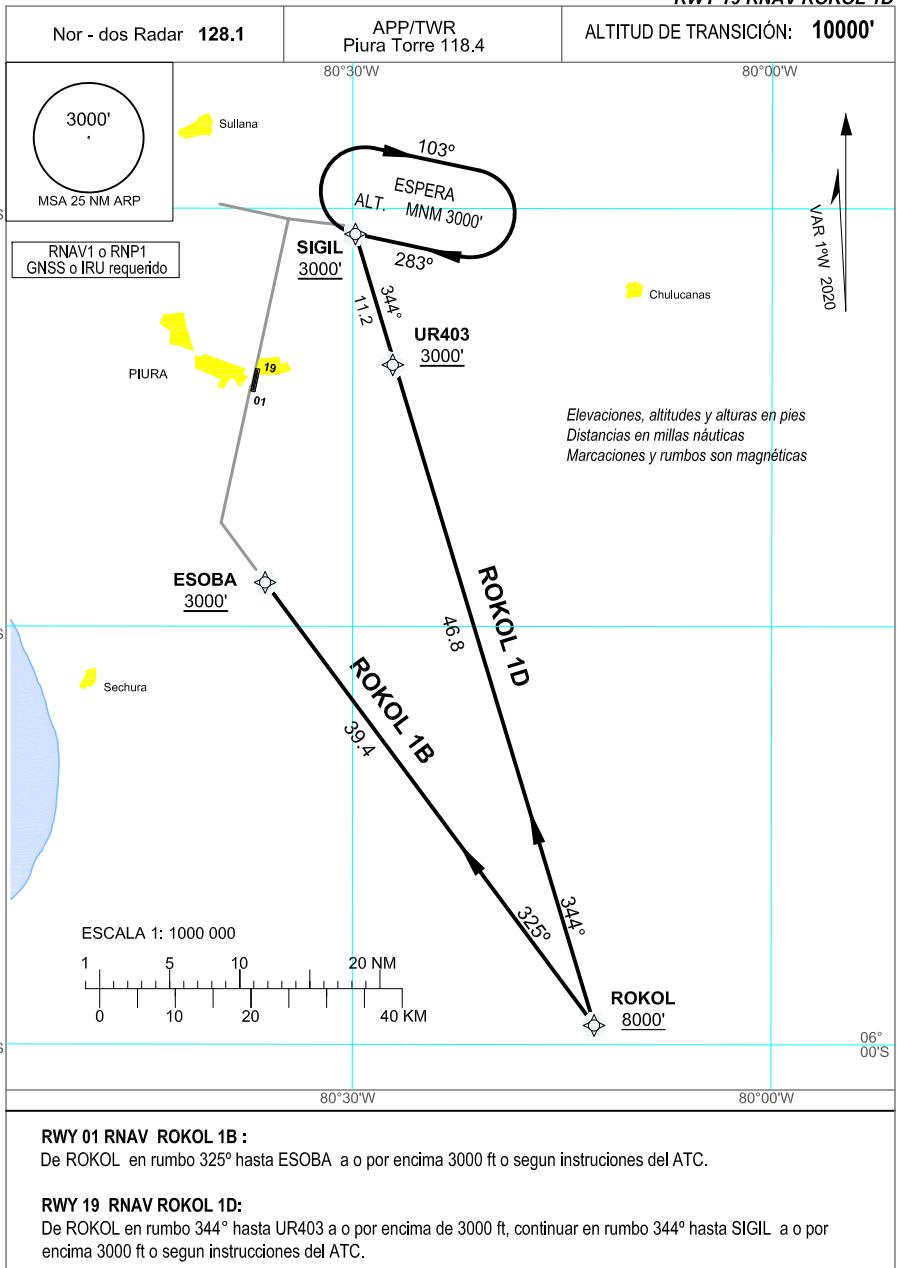 RWY 19 RNAV ROKOL 1D
Nor - dos Radar 128.1
APP/TWR
Piura Torre 118.4
ALTITUD DE TRANSICIÓN: 10000'
80°30'W
80°00'W
3000'
MSA 25 NM ARP
Sullana
103º
ESPERA
ALT. MNM 3000'
283º
VAR 1ºW 2020
RNAV1 o RNP1
GNSS o IRU requerido
SIGIL
3000'
344°
11.2
Chulucanas
UR403
3000'
PIURA
19
01
Elevaciones, altitudes y alturas en pies
Distancias en millas náuticas
Marcaciones y rumbos son magnéticas
ESOBA
3000'
ROKOL 1D
46.8
Sechura
ROKOL 1B
39.4
325º
344°
ESCALA 1: 1000 000
1 5 10 20 NM
0 10 20 40 KM
ROKOL
8000'
06°
00'S
80°30'W
80°00'W
RWY 01 RNAV ROKOL 1B :
De ROKOL en rumbo 325º hasta ESOBA a o por encima 3000 ft o segun instruciones del ATC.
RWY 19 RNAV ROKOL 1D:
De ROKOL en rumbo 344° hasta UR403 a o por encima de 3000 ft, continuar en rumbo 344º hasta SIGIL a o por
encima 3000 ft o segun instrucciones del ATC.